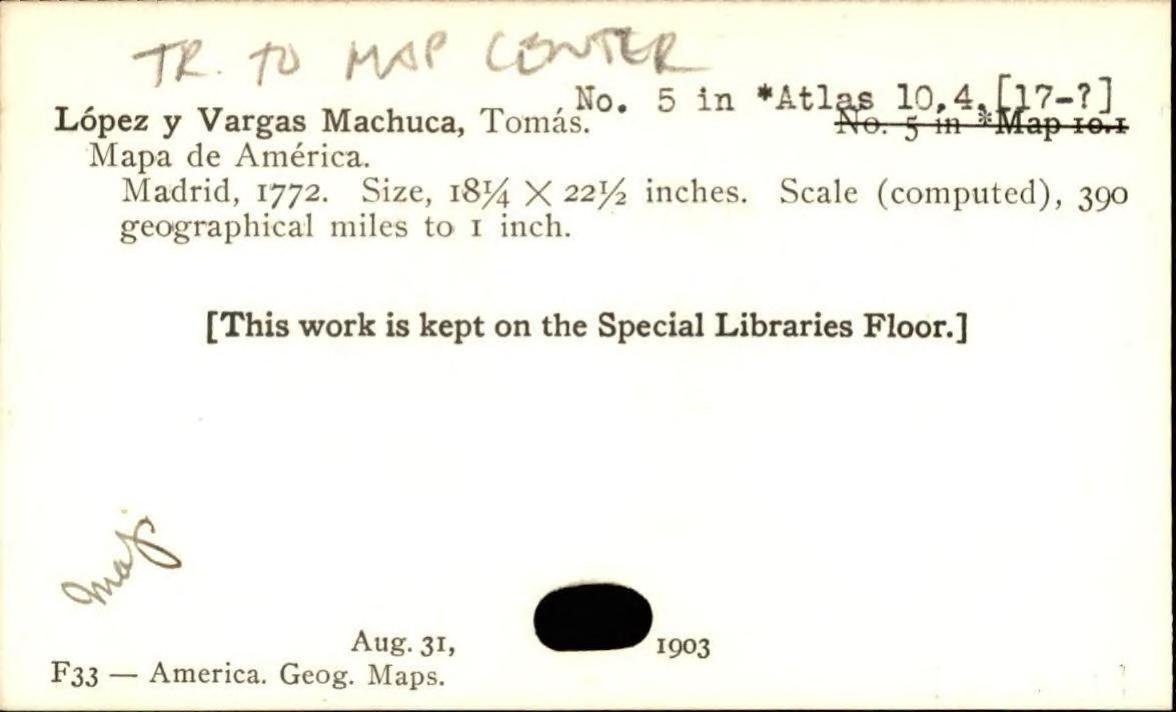 TR. TO MAP CENTER
No. 5 in *Atlas 10.4.[17-?]
López y Vargas Machuca, Tomás. No. 5 in *Map 10.1
Mapa de América.
Madrid, 1772. Size, 18¼ X 22½ inches. Scale (computed), 390
geographical miles to 1 inch.
[This work is kept on the Special Libraries Floor.]
Map
Aug. 31, 1903
F33 — America. Geog. Maps.